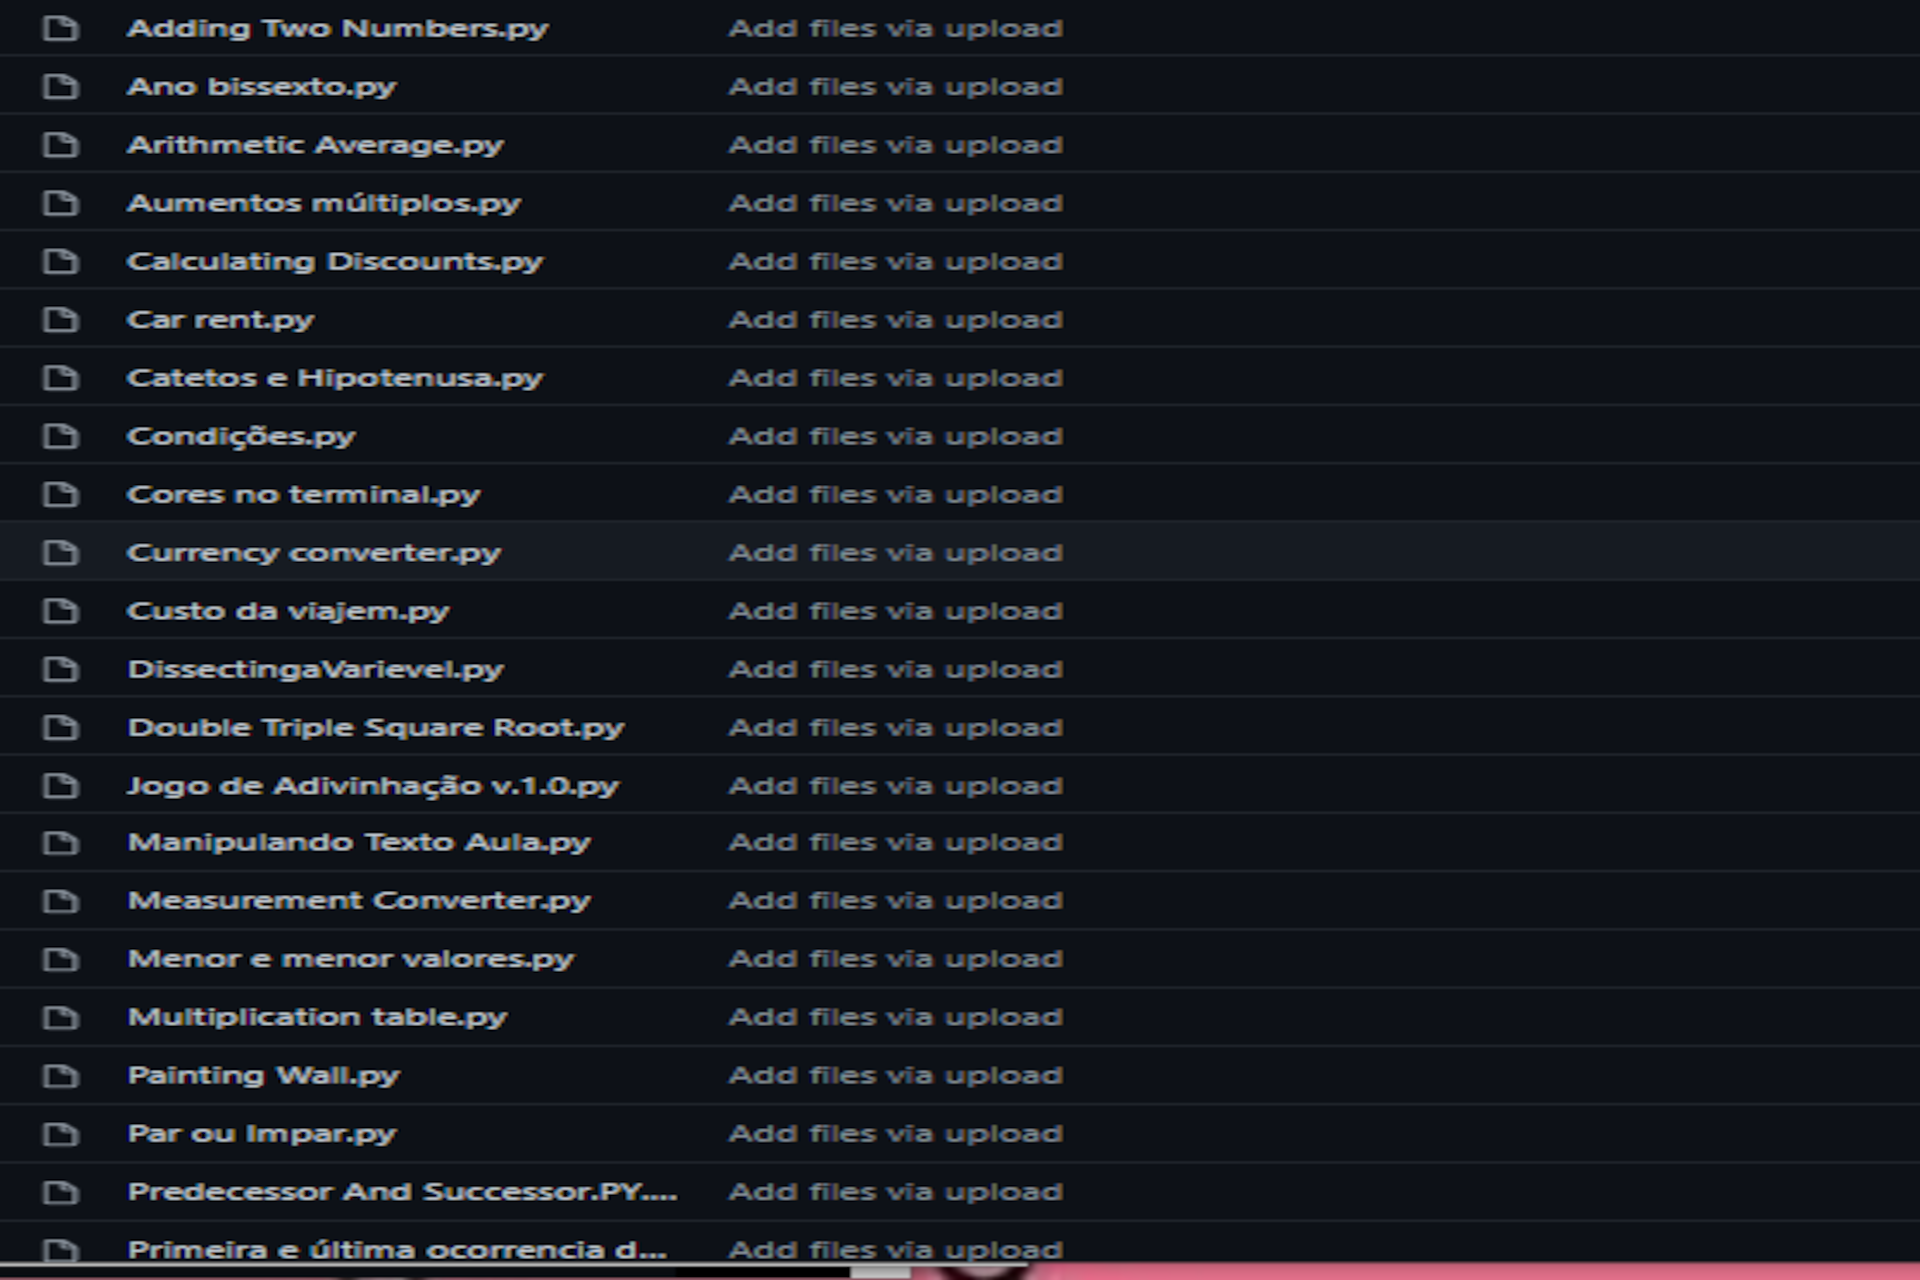 Adding Two Numbers.py Add files via upload
Ano bissexto.py Add files via upload
Arithmetic Average.py Add files via upload
Aumentos múltiplos.py Add files via upload
Calculating Discounts.py Add files via upload
Car rent.py Add files via upload
Catetos e Hipotenusa.py Add files via upload
Condições.py Add files via upload
Cores no terminal.py Add files via upload
Currency converter.py Add files via upload
Custo da viajem.py Add files via upload
DissectingaVarievel.py Add files via upload
Double Triple Square Root.py Add files via upload
Jogo de Adivinhação v.1.0.py Add files via upload
Manipulando Texto Aula.py Add files via upload
Measurement Converter.py Add files via upload
Menor e menor valores.py Add files via upload
Multiplication table.py Add files via upload
Painting Wall.py Add files via upload
Par ou Impar.py Add files via upload
Predecessor And Successor.PY.... Add files via upload
Primeira e última ocorrencia d... Add files via upload